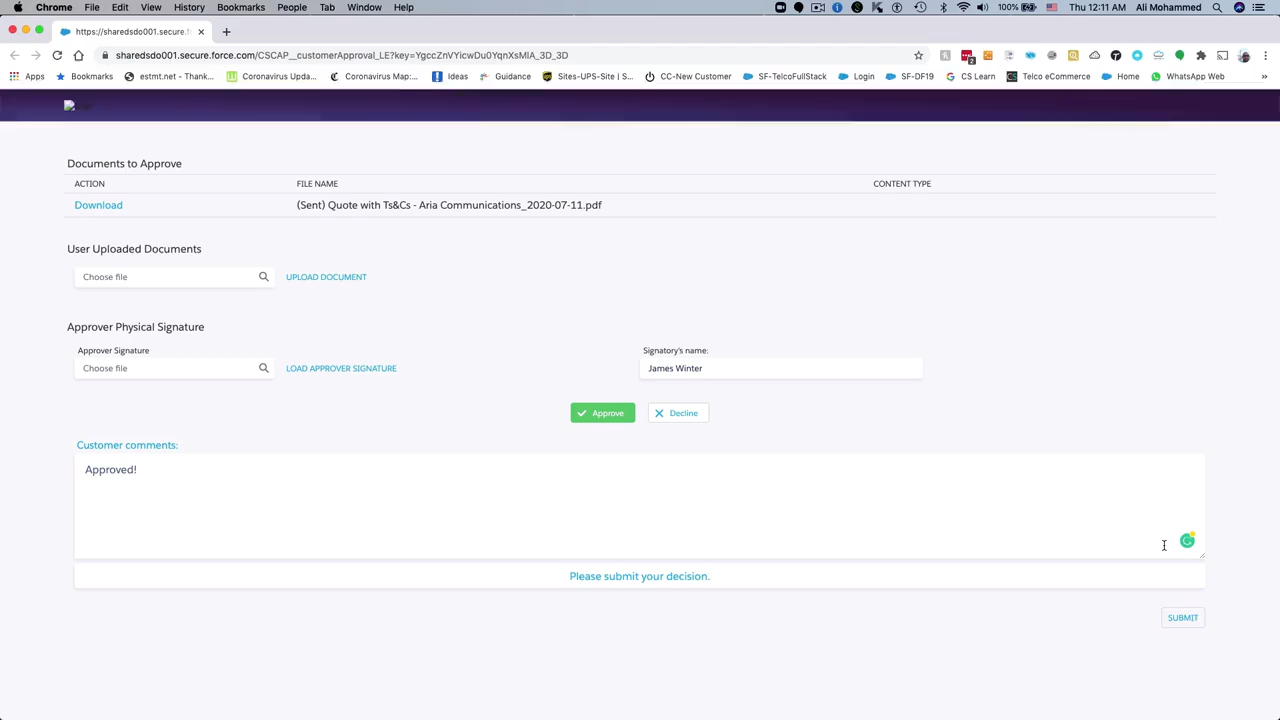 Chrome File Edit View History Bookmarks People Tab Window Help 100% Thu 12:11 AM Ali Mohammed
https://sharedsdo001.secure.f
sharedsdo001.secure.force.com/CSCAP__customerApproval_LE?key=YgccZnVYicwDu0YqnXsMIA_3D_3D
Apps Bookmarks estmt.net - Thank... Coronavirus Upda... Coronavirus Map:... Ideas Guidance Sites-UPS-Site | S... CC-New Customer SF-TelcoFullStack Login SF-DF19 CS Learn Telco eCommerce Home WhatsApp Web »
Documents to Approve
ACTION FILE NAME CONTENT TYPE
Download (Sent) Quote with Ts&Cs - Aria Communications_2020-07-11.pdf
User Uploaded Documents
Choose file UPLOAD DOCUMENT
Approver Physical Signature
Approver Signature Signatory's name:
Choose file LOAD APPROVER SIGNATURE James Winter
Approve Decline
Customer comments:
Approved!
Please submit your decision.
SUBMIT